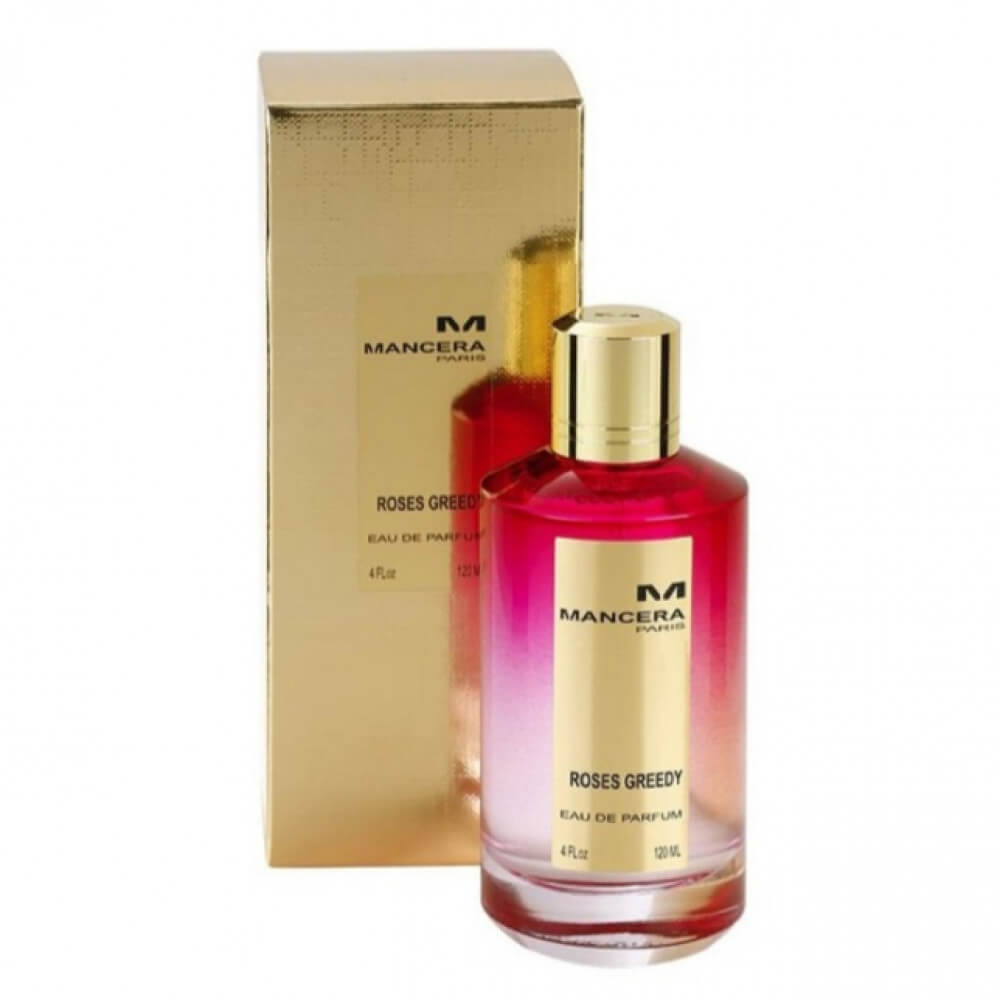 M
MANCERA
PARIS
ROSES GREEDY
EAU DE PARFUM
4 FLoz 120 ML
M
MANCERA
PARIS
ROSES GREEDY
EAU DE PARFUM
4 FLoz 120 ML